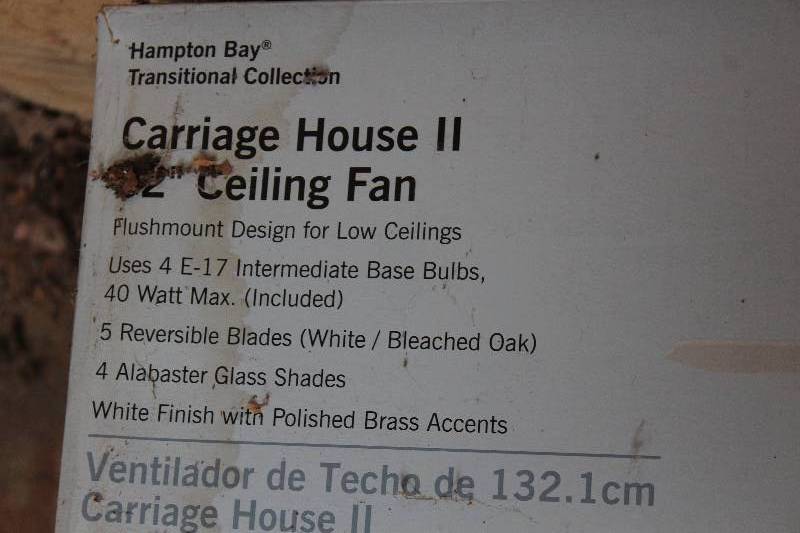 Hampton Bay®
Transitional Collection
Carriage House II
2" Ceiling Fan
Flushmount Design for Low Ceilings
Uses 4 E-17 Intermediate Base Bulbs,
40 Watt Max. (Included)
5 Reversible Blades (White / Bleached Oak)
4 Alabaster Glass Shades
White Finish with Polished Brass Accents
Ventilador de Techo de 132.1cm
Carriage House II